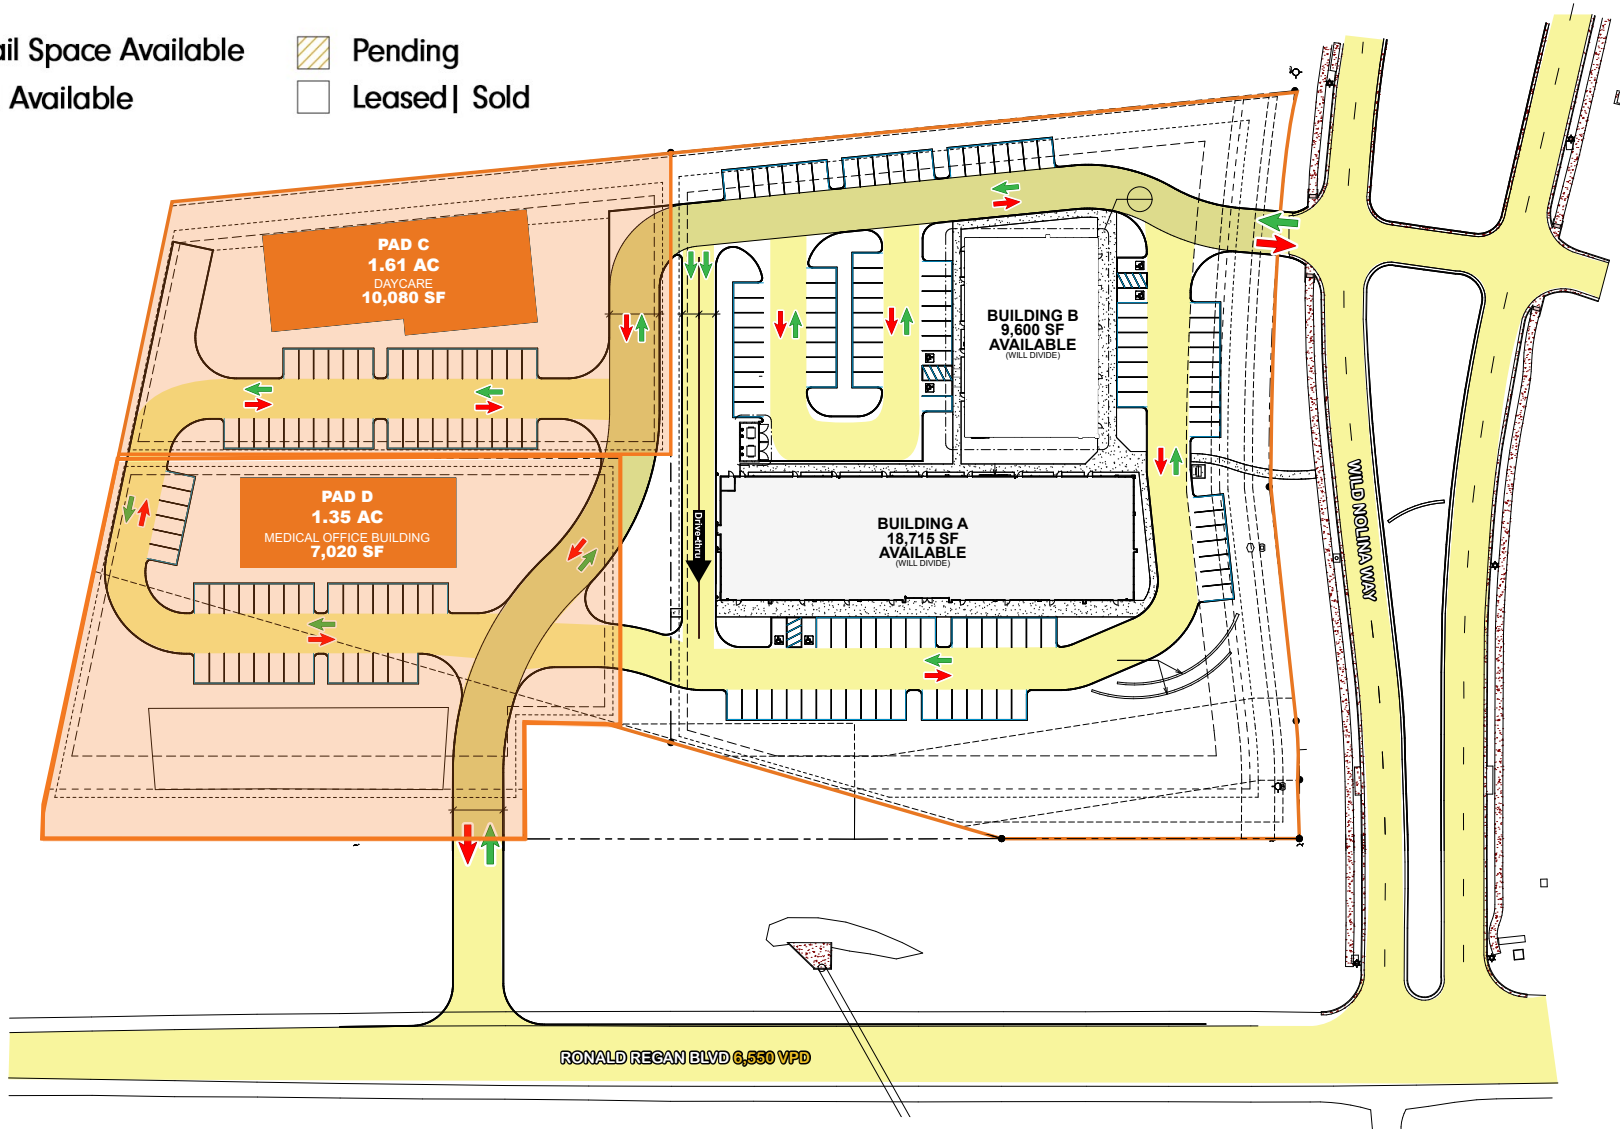 ail Space Available
Pending
Available
Leased| Sold
PAD C
1.61 AC
DAYCARE
10,080 SF
BUILDING B
9,600 SF
AVAILABLE
(WILL DIVIDE)
PAD D
1.35 AC
MEDICAL OFFICE BUILDING
7,020 SF
Drive-thru
BUILDING A
18,715 SF
AVAILABLE
(WILL DIVIDE)
WILD NOLINA WAY
RONALD REGAN BLVD 6,550 VPD